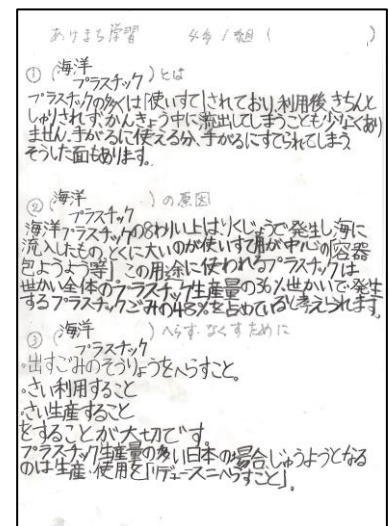 あけまち学習　4年1組（　　）
①（海洋プラスチック）とは
プラスチックの多くは「使いすて」されており、利用後、きちんと
しょりされず、かんきょう中に流出してしまうことも少なくあり
ません。手がるに使える分、手がるにすてられてしまう、
そうした面もあります。
②（海洋プラスチック）の原因
海洋プラスチックの8わりい上はりくじょうで発生し海に
流入したもの。とくに大いのが使いすて用が中心の「容器
包ようよう等」この用途に使われるプラスチックは
世かい全体のプラスチック生産量の36％世かいで発生
するプラスチックごみの48％を占めていると考えられます。
③（海洋プラスチック）へらす・なくすために
・出すごみのそうりょうをへらすこと。
・さい利用すること
・さい生産すること
をすることが大切です。
プラスチック生産量の多い日本の場合、じゅうようとなる
のは生産・使用を「リデュース＝へらすこと」。